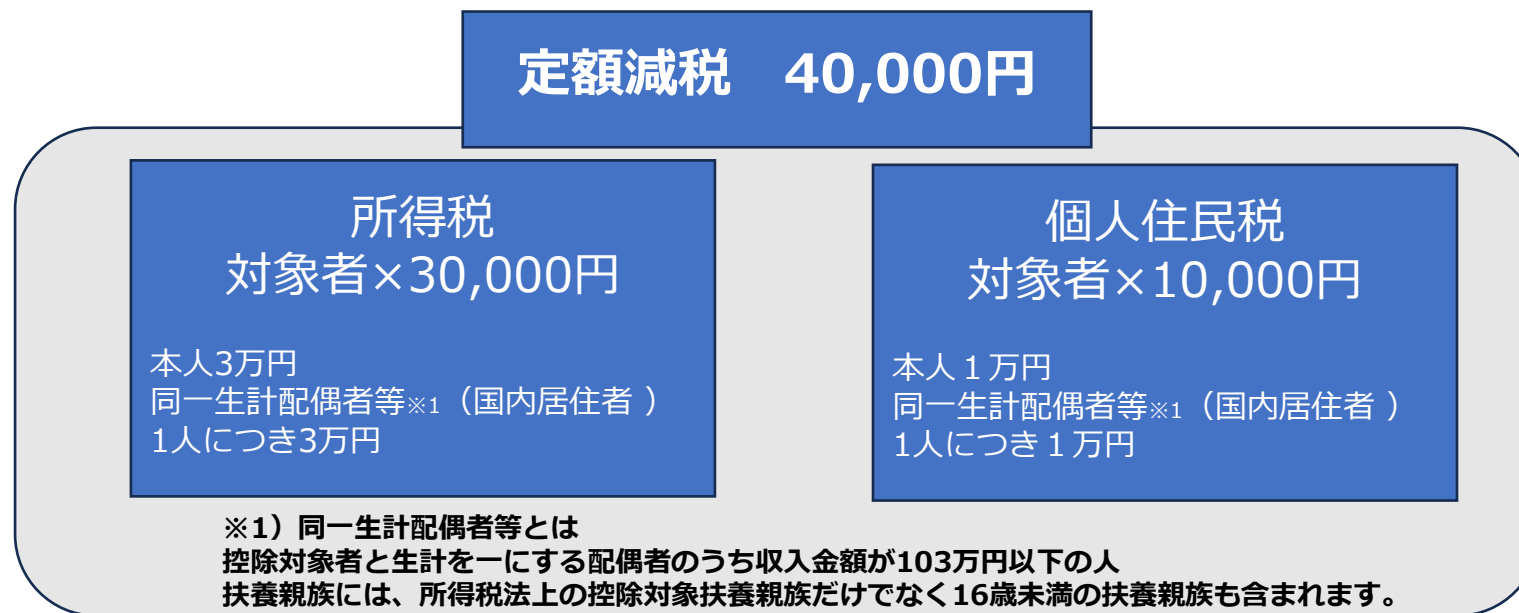 定額減税　40,000円
所得税
対象者×30,000円
本人3万円
同一生計配偶者等※1（国内居住者 ）
1人につき3万円
個人住民税
対象者×10,000円
本人１万円
同一生計配偶者等※1（国内居住者 ）
1人につき１万円
※1）同一生計配偶者等とは
控除対象者と生計を一にする配偶者のうち収入金額が103万円以下の人
扶養親族には、所得税法上の控除対象扶養親族だけでなく16歳未満の扶養親族も含まれます。